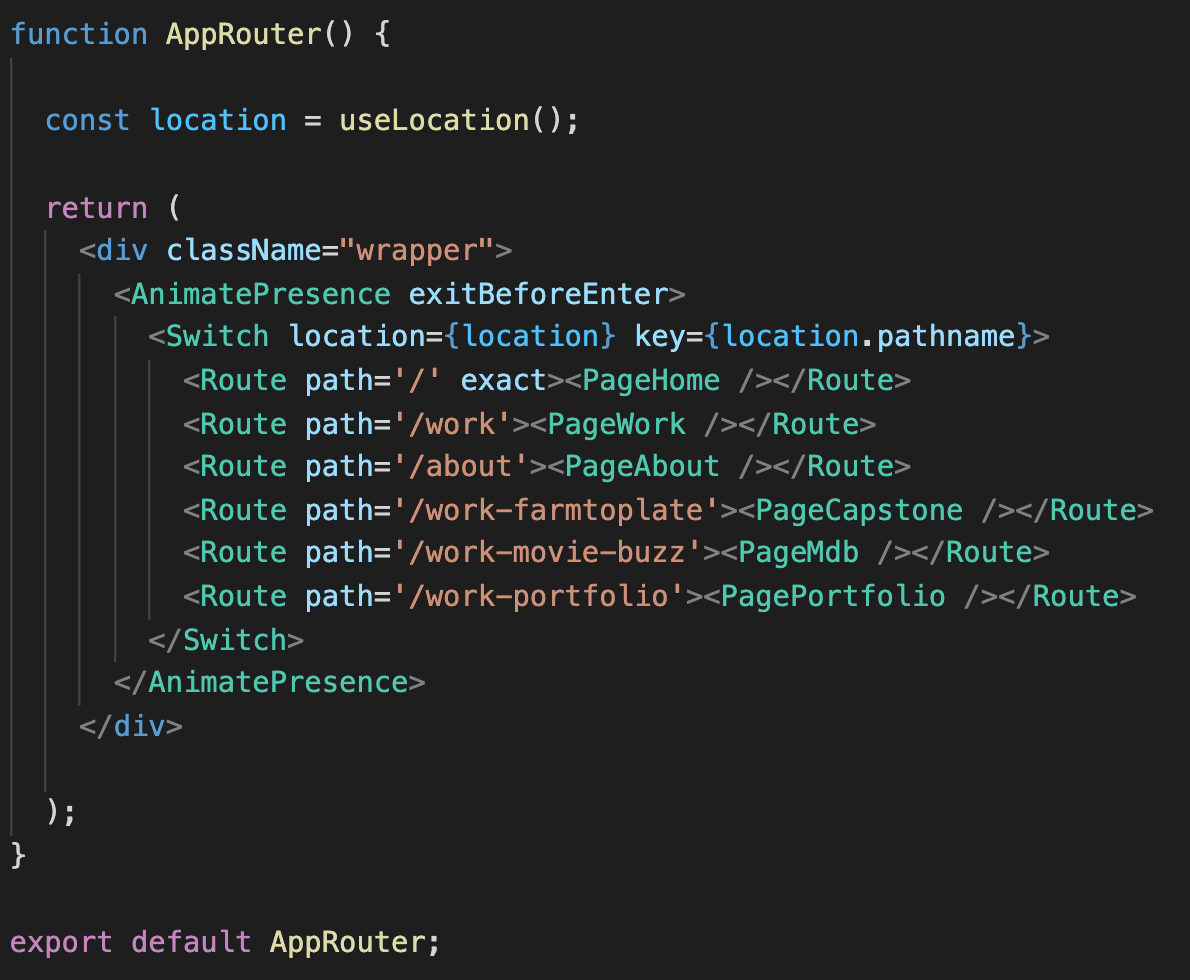 function AppRouter() {
const location = useLocation();
return (
<div className="wrapper">
<AnimatePresence exitBeforeEnter>
<Switch location={location} key={location.pathname}>
<Route path='/' exact><PageHome /></Route>
<Route path='/work'><PageWork /></Route>
<Route path='/about'><PageAbout /></Route>
<Route path='/work-farmtoplate'><PageCapstone /></Route>
<Route path='/work-movie-buzz'><PageMdb /></Route>
<Route path='/work-portfolio'><PagePortfolio /></Route>
</Switch>
</AnimatePresence>
</div>
);
}
export default AppRouter;